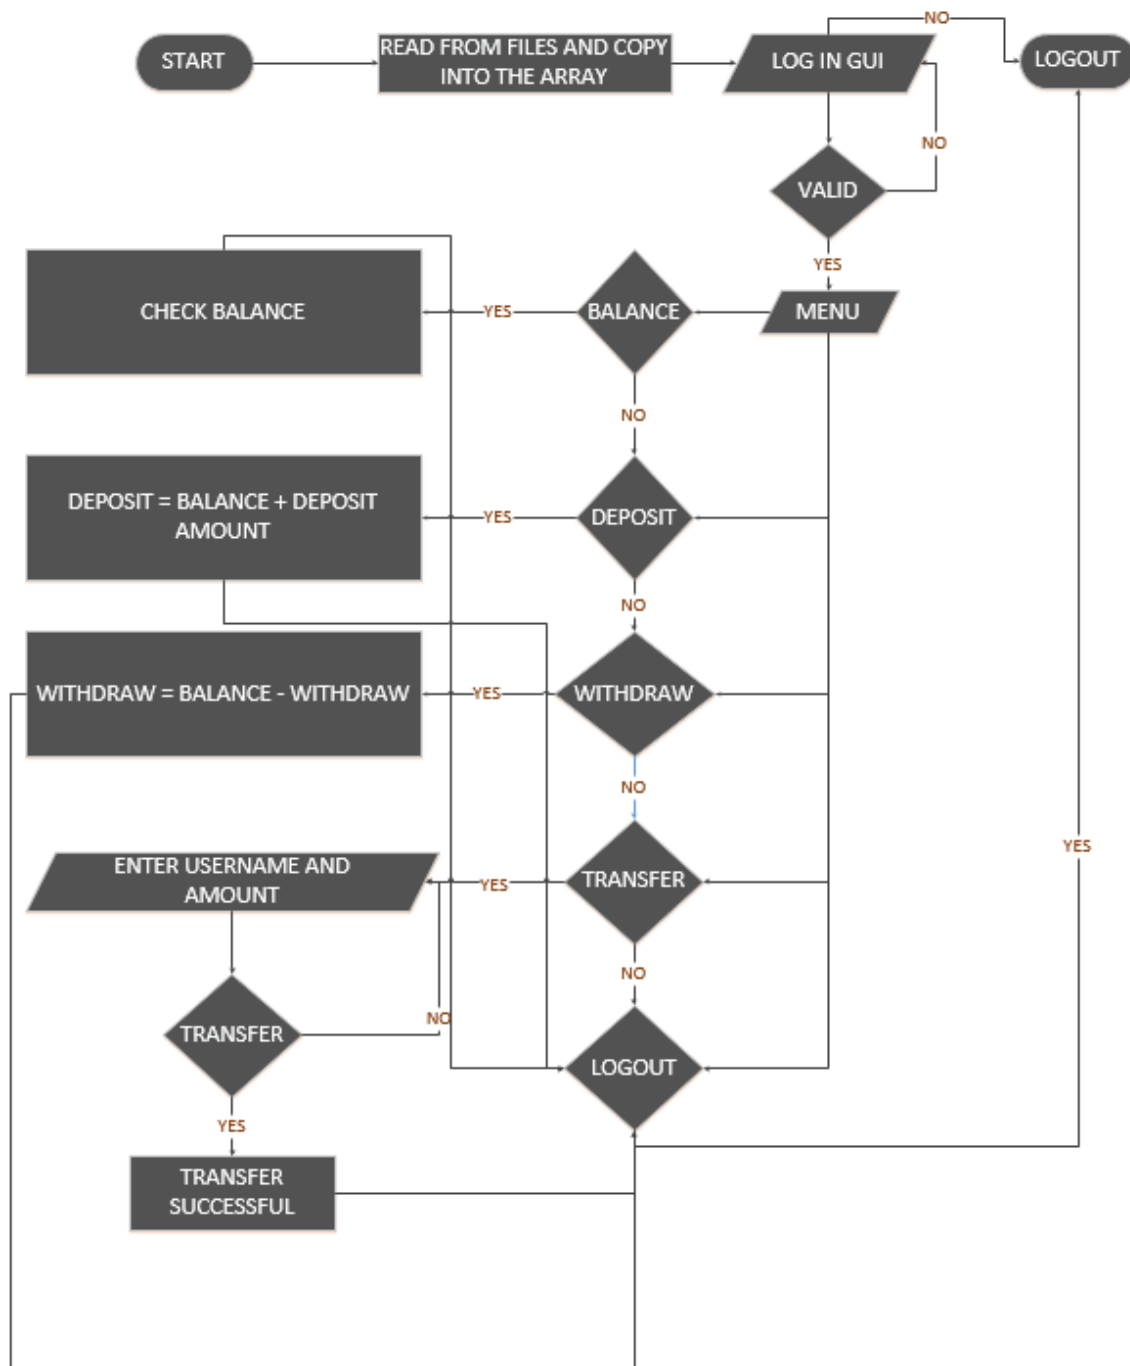 START
READ FROM FILES AND COPY
INTO THE ARRAY
LOG IN GUI
NO
LOGOUT
NO
VALID
YES
CHECK BALANCE
YES
BALANCE
MENU
NO
DEPOSIT = BALANCE + DEPOSIT
AMOUNT
YES
DEPOSIT
NO
WITHDRAW = BALANCE - WITHDRAW
YES
WITHDRAW
NO
ENTER USERNAME AND
AMOUNT
YES
TRANSFER
YES
NO
TRANSFER
NO
LOGOUT
YES
TRANSFER
SUCCESSFUL